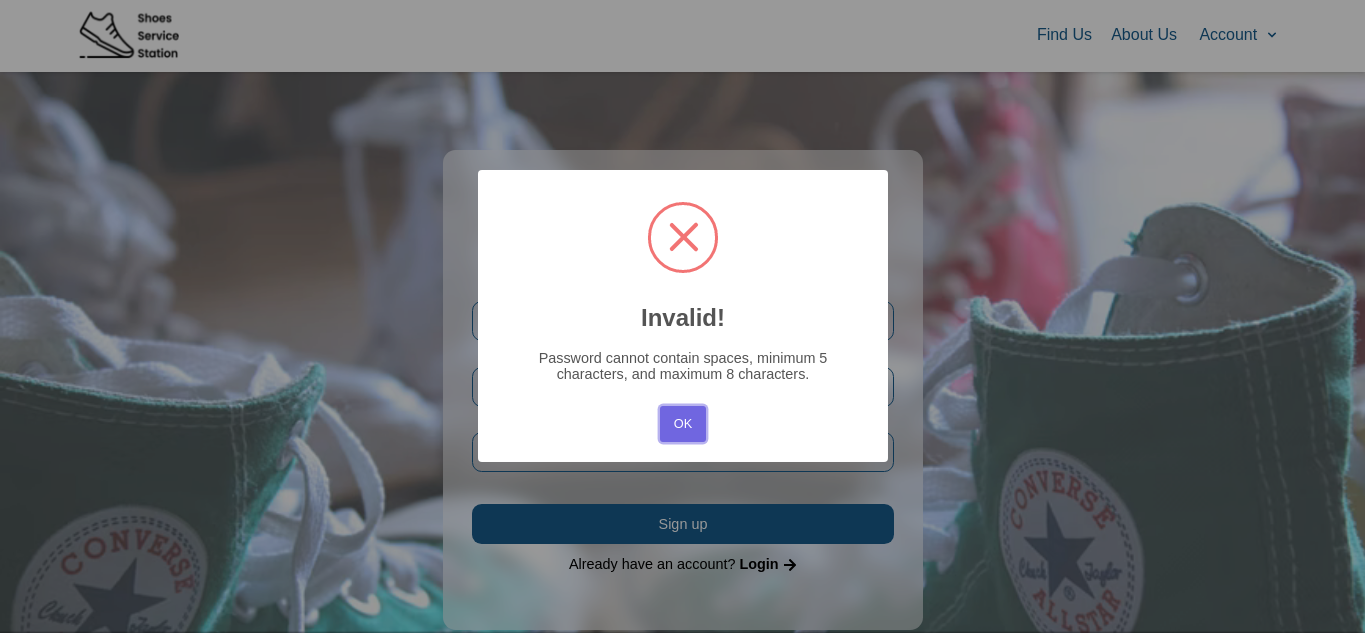 Shoes
Service
Station
Find Us About Us Account
Invalid!
Password cannot contain spaces, minimum 5
characters, and maximum 8 characters.
OK
Sign up
Already have an account? Login
CONVERSE
Chuck Taylor
CONVERSE
Chuck Taylor
®
ALL STAR